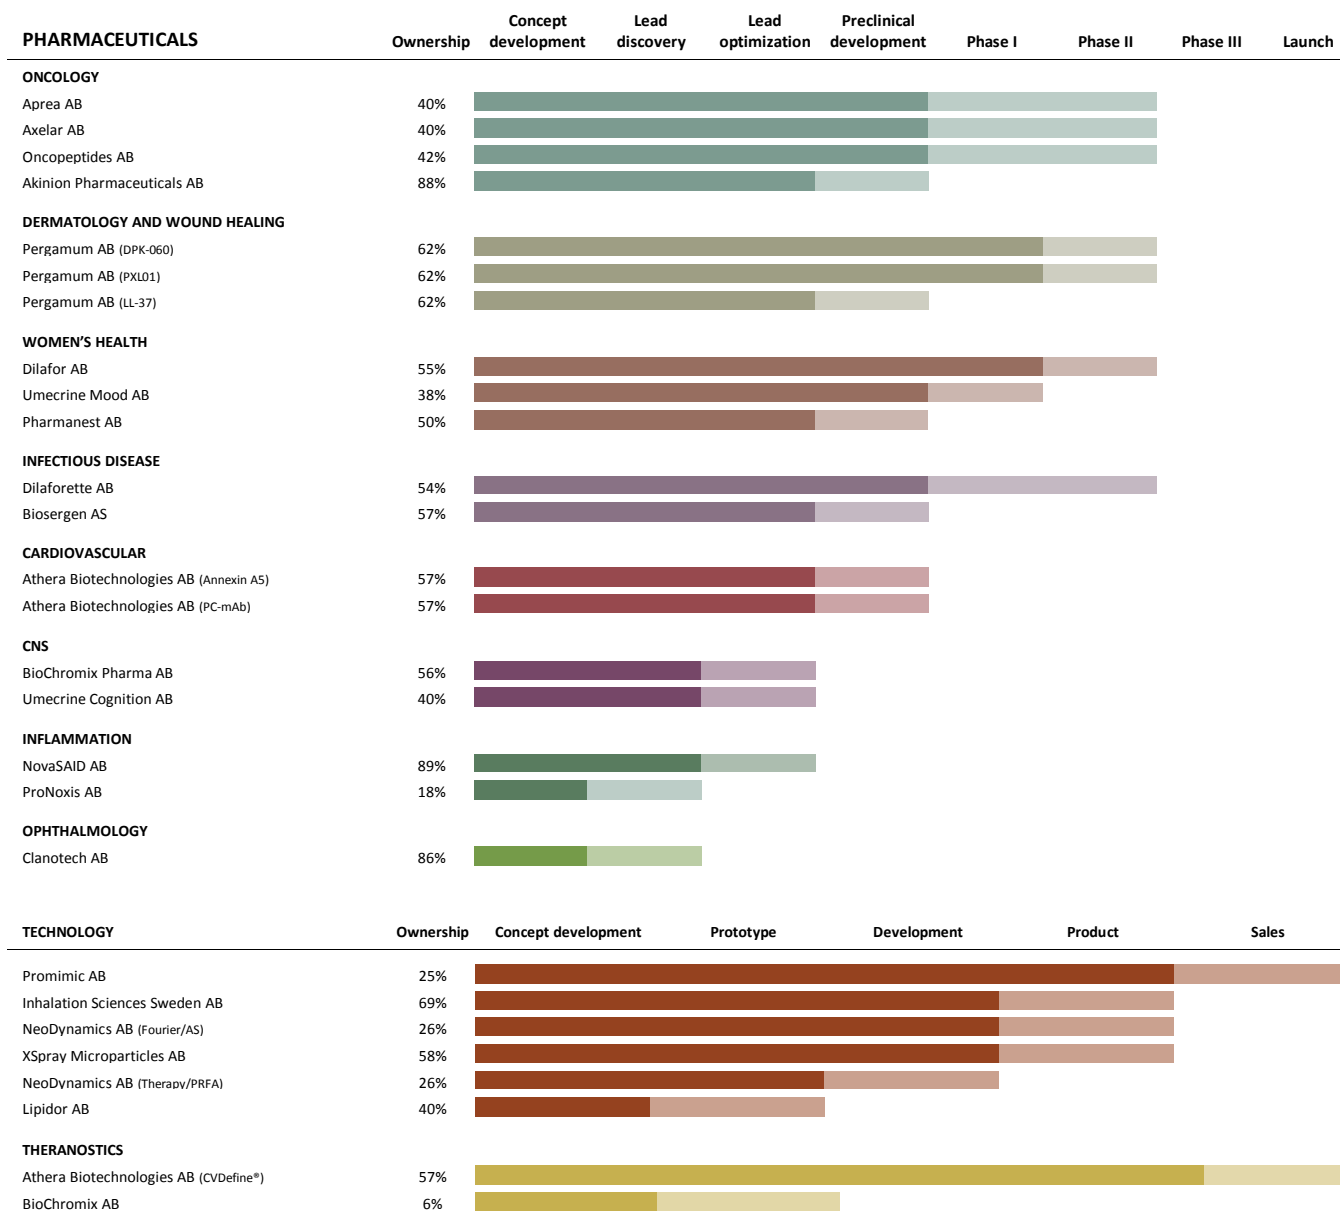 PHARMACEUTICALS Ownership Concept development Lead discovery Lead optimization Preclinical development Phase I Phase II Phase III Launch
ONCOLOGY
Aprea AB 40%
Axelar AB 40%
Oncopeptides AB 42%
Akinion Pharmaceuticals AB 88%
DERMATOLOGY AND WOUND HEALING
Pergamum AB (DPK-060) 62%
Pergamum AB (PXL01) 62%
Pergamum AB (LL-37) 62%
WOMEN'S HEALTH
Dilafor AB 55%
Umecrine Mood AB 38%
Pharmanest AB 50%
INFECTIOUS DISEASE
Dilaforette AB 54%
Biosergen AS 57%
CARDIOVASCULAR
Athera Biotechnologies AB (Annexin A5) 57%
Athera Biotechnologies AB (PC-mAb) 57%
CNS
BioChromix Pharma AB 56%
Umecrine Cognition AB 40%
INFLAMMATION
NovaSAID AB 89%
ProNoxis AB 18%
OPHTHALMOLOGY
Clanotech AB 86%
TECHNOLOGY Ownership Concept development Prototype Development Product Sales
Promimic AB 25%
Inhalation Sciences Sweden AB 69%
NeoDynamics AB (Fourier/AS) 26%
XSpray Microparticles AB 58%
NeoDynamics AB (Therapy/PRFA) 26%
Lipidor AB 40%
THERANOSTICS
Athera Biotechnologies AB (CVDefine®) 57%
BioChromix AB 6%